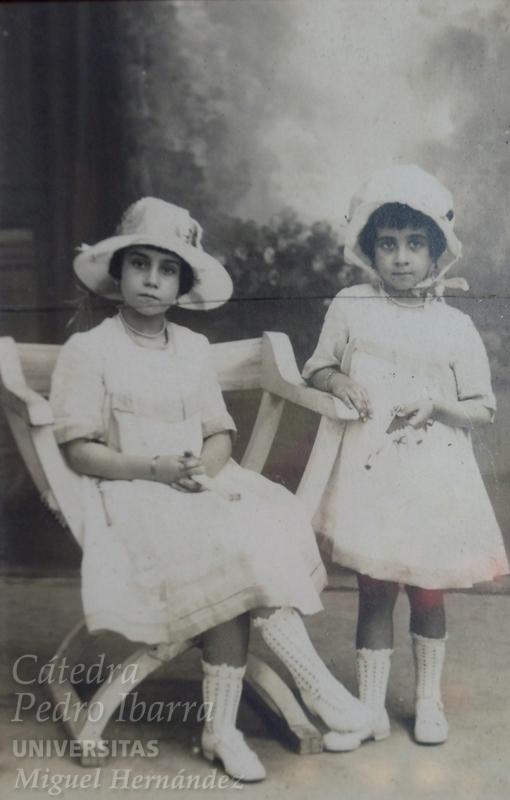 Cátedra
Pedro Ibarra
UNIVERSITAS
Miguel Hernández